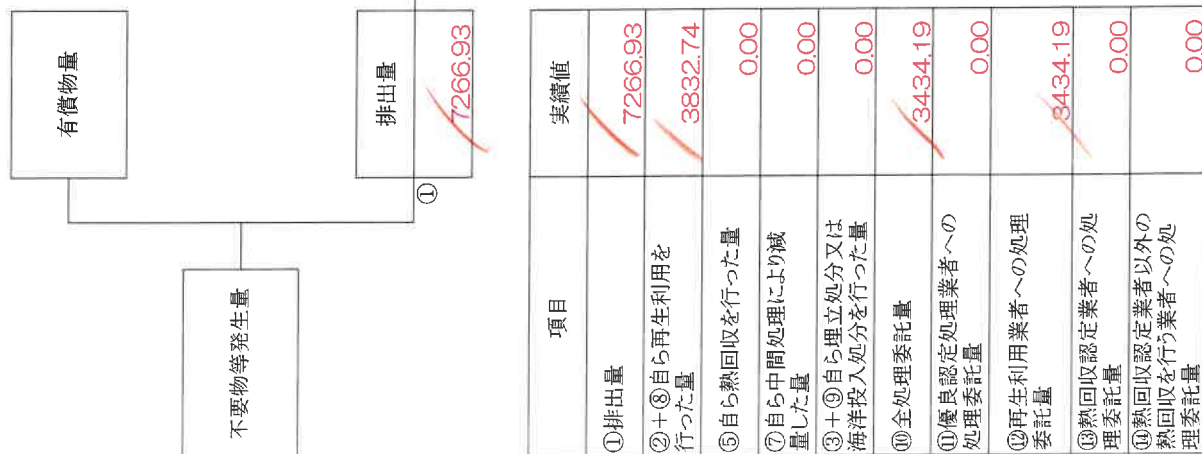 有償物量
不要物等発生量
排出量
①
7266.93
項目
実績値
①排出量
7266.93
②+⑧自ら再生利用を
行った量
3832.74
⑤自ら熱回収を行った量
0.00
⑦自ら中間処理により減
量した量
0.00
③+⑨自ら埋立処分又は
海洋投入処分を行った量
0.00
⑩全処理委託量
3434.19
⑪優良認定処理業者への
処理委託量
0.00
⑫再生利用業者への処理
委託量
3434.19
⑬熱回収認定業者への処
理委託量
0.00
⑭熱回収認定業者以外の
熱回収を行う業者への処
理委託量
0.00